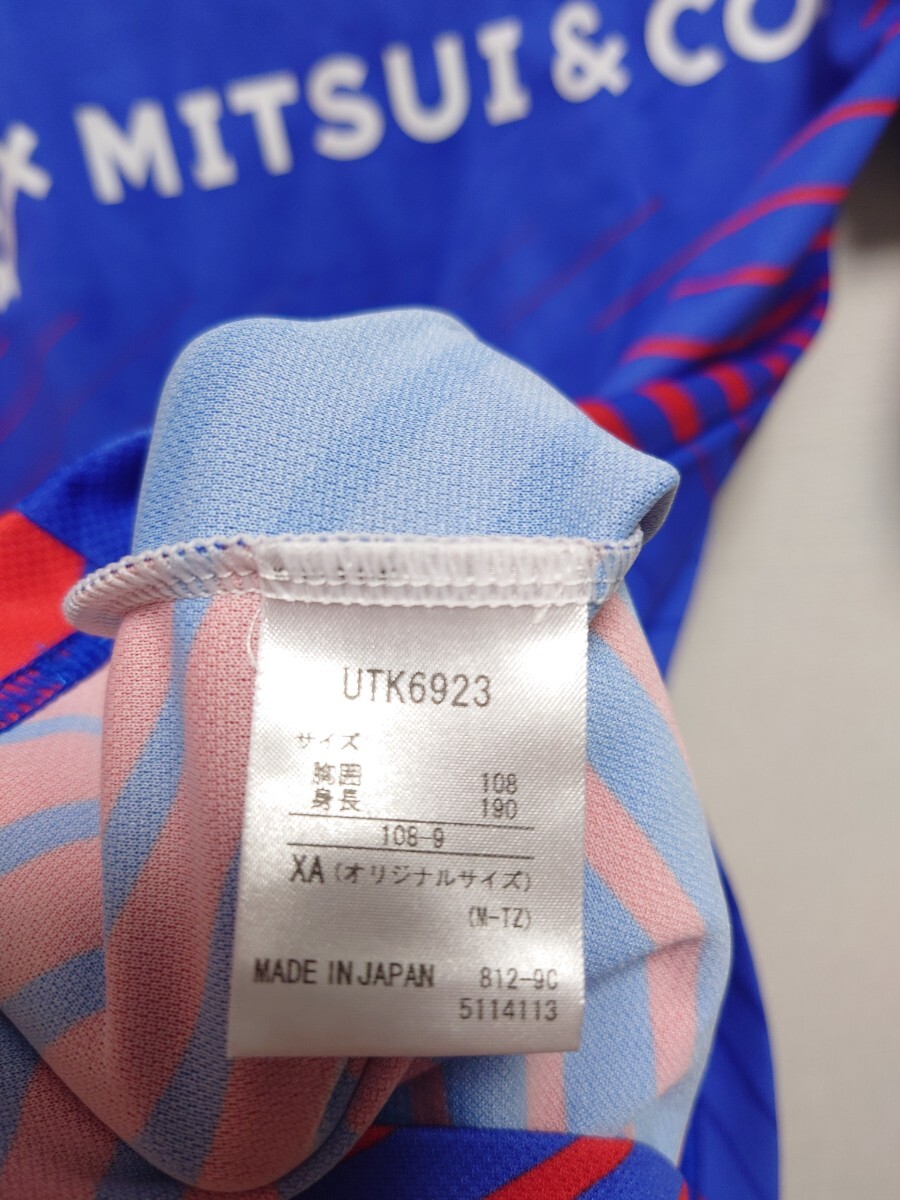 MITSUI & CO
UTK6923
サイズ
胸囲 108
身長 190
108-9
XA (オリジナルサイズ)
(M-TZ)
MADE IN JAPAN 812-9C
5114113